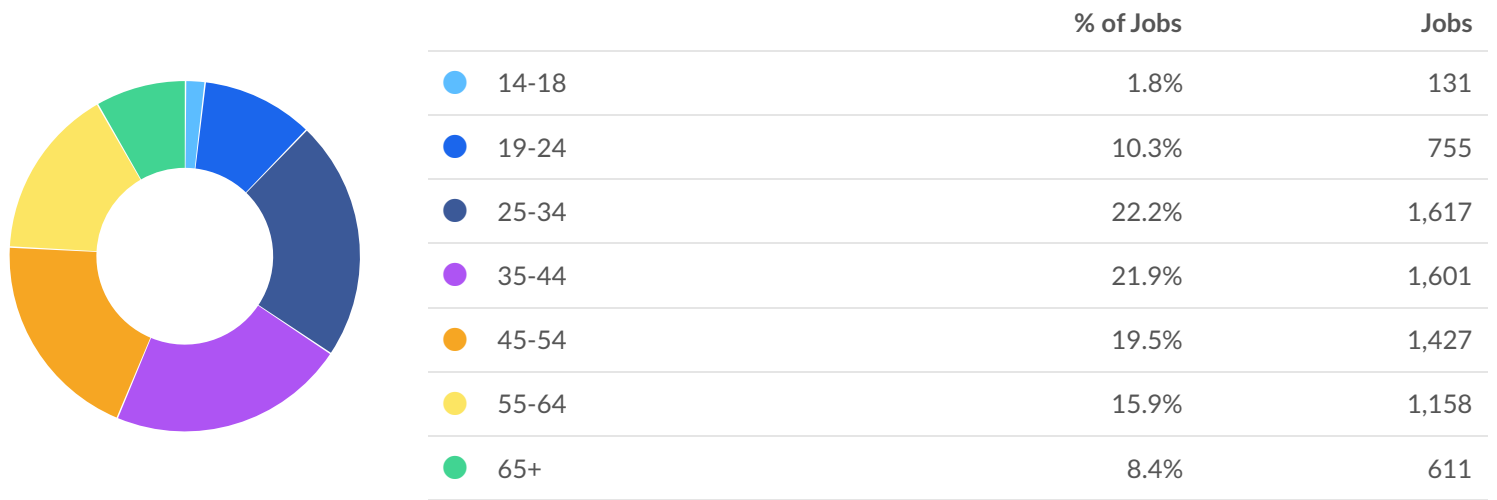 % of Jobs Jobs
14-18 1.8% 131
19-24 10.3% 755
25-34 22.2% 1,617
35-44 21.9% 1,601
45-54 19.5% 1,427
55-64 15.9% 1,158
65+ 8.4% 611